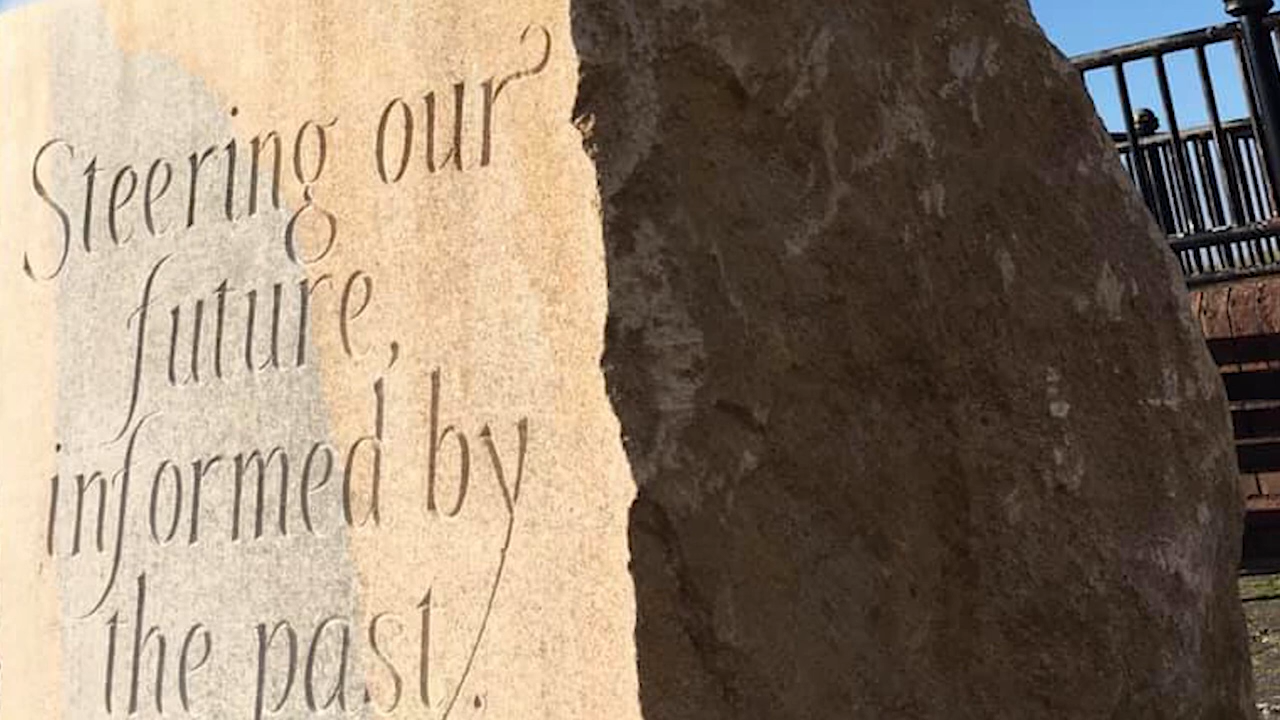 Steering our
future,
informed by
the past.